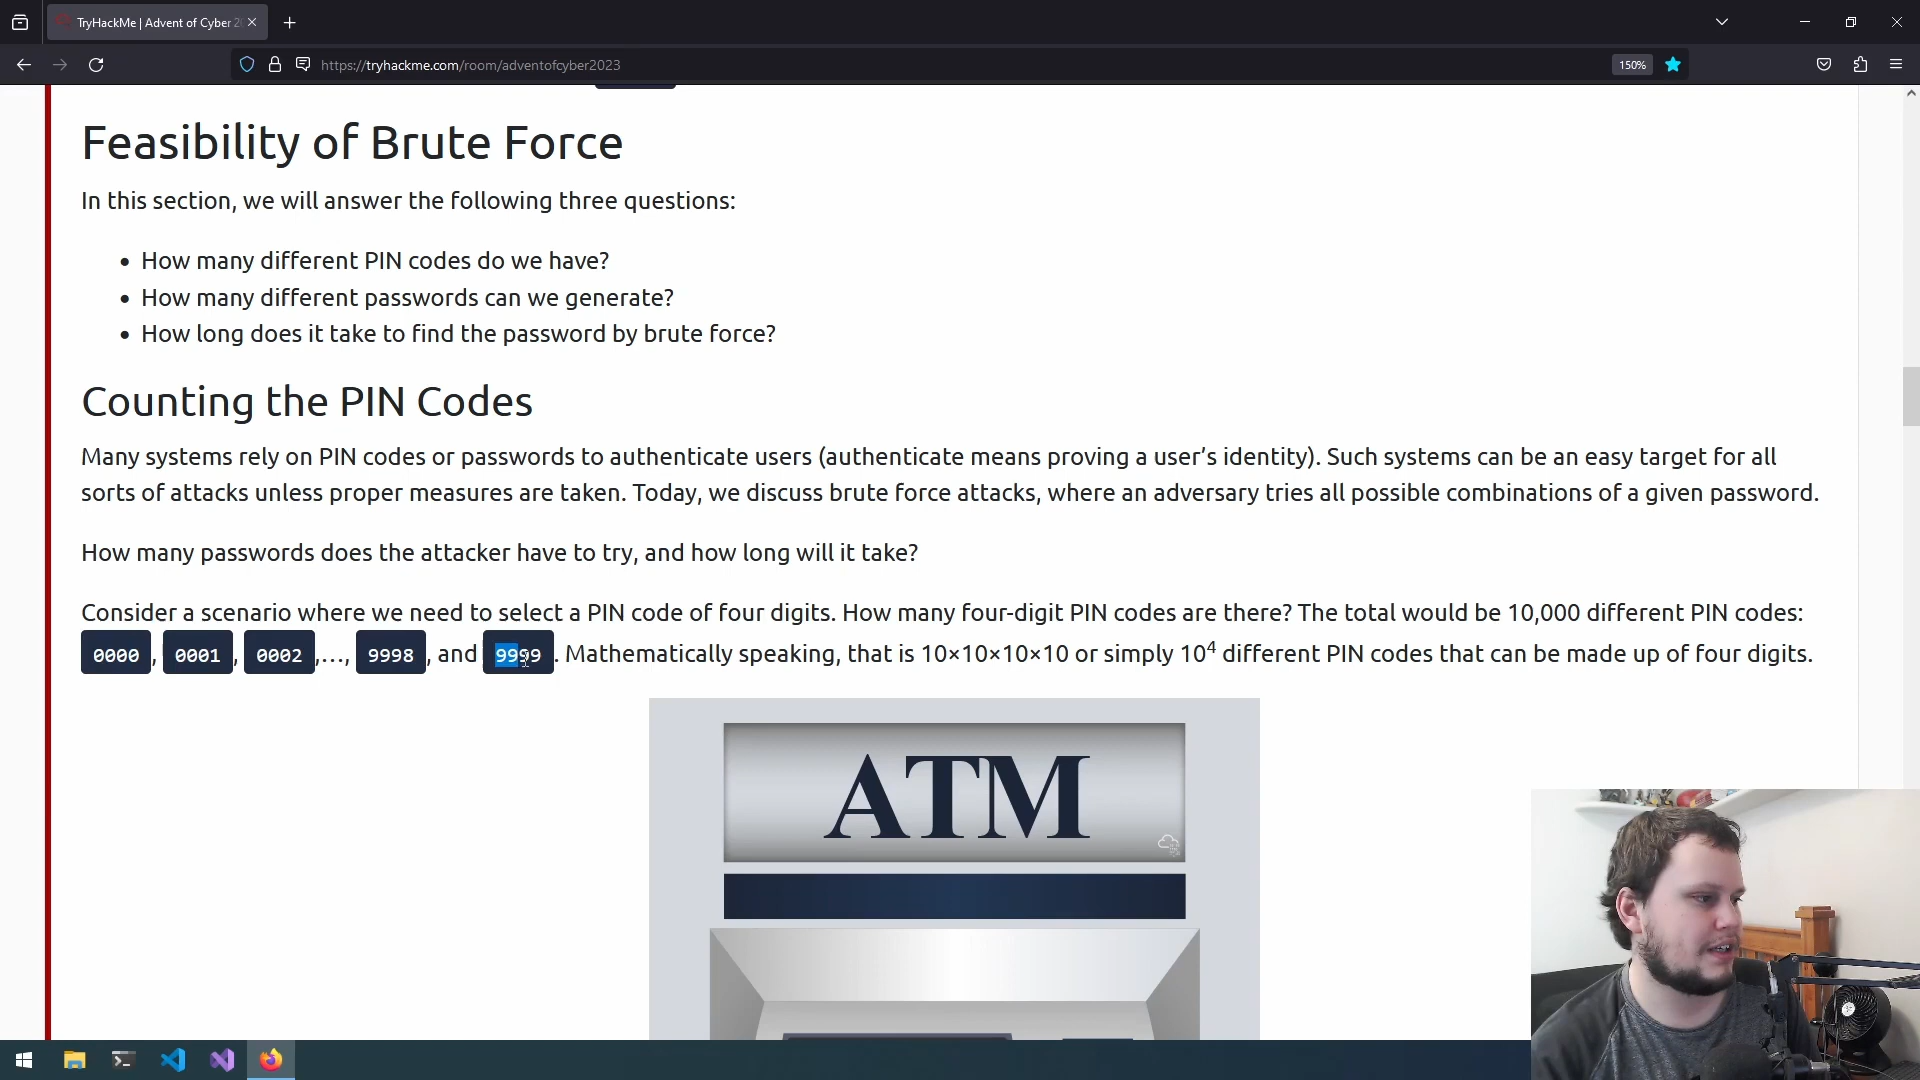 TryHackMe | Advent of Cyber 20
https://tryhackme.com/room/adventofcyber2023
150%
Feasibility of Brute Force
In this section, we will answer the following three questions:
• How many different PIN codes do we have?
• How many different passwords can we generate?
• How long does it take to find the password by brute force?
Counting the PIN Codes
Many systems rely on PIN codes or passwords to authenticate users (authenticate means proving a user’s identity). Such systems can be an easy target for all
sorts of attacks unless proper measures are taken. Today, we discuss brute force attacks, where an adversary tries all possible combinations of a given password.
How many passwords does the attacker have to try, and how long will it take?
Consider a scenario where we need to select a PIN code of four digits. How many four-digit PIN codes are there? The total would be 10,000 different PIN codes:
0000, 0001, 0002,…, 9998, and 9999. Mathematically speaking, that is 10×10×10×10 or simply 10⁴ different PIN codes that can be made up of four digits.
ATM